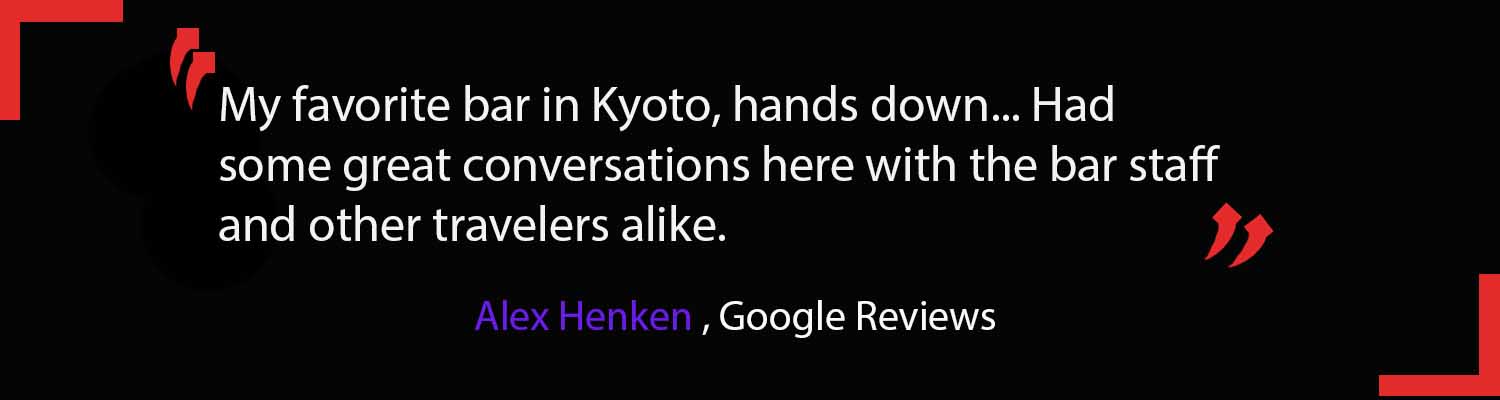 My favorite bar in Kyoto, hands down... Had
some great conversations here with the bar staff
and other travelers alike.
Alex Henken , Google Reviews